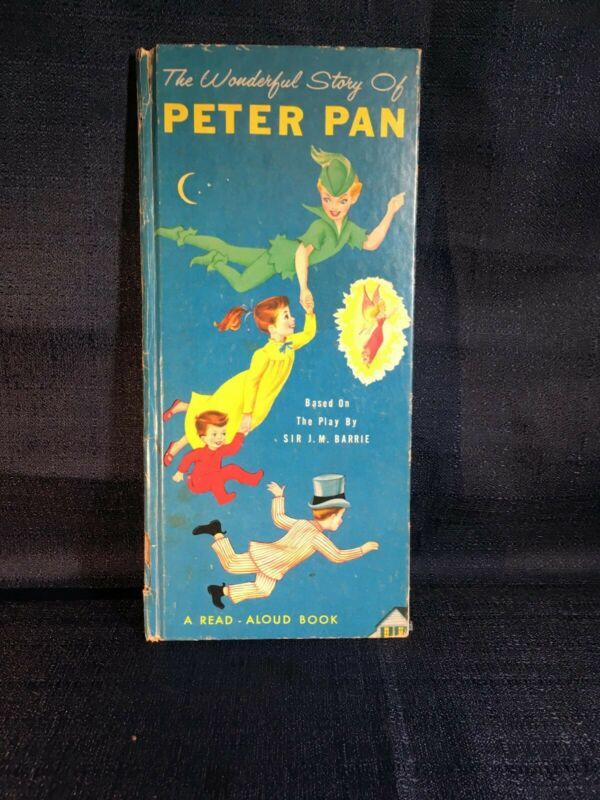 The Wonderful Story Of
PETER PAN
Based On
The Play By
SIR J. M. BARRIE
A READ - ALOUD BOOK